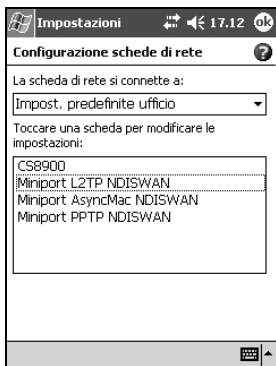 Impostazioni 17.12 ok
Configurazione schede di rete ?
La scheda di rete si connette a:
Impost. predefinite ufficio
Toccare una scheda per modificare le
impostazioni:
CS8900
Miniport L2TP NDISWAN
Miniport AsyncMac NDISWAN
Miniport PPTP NDISWAN